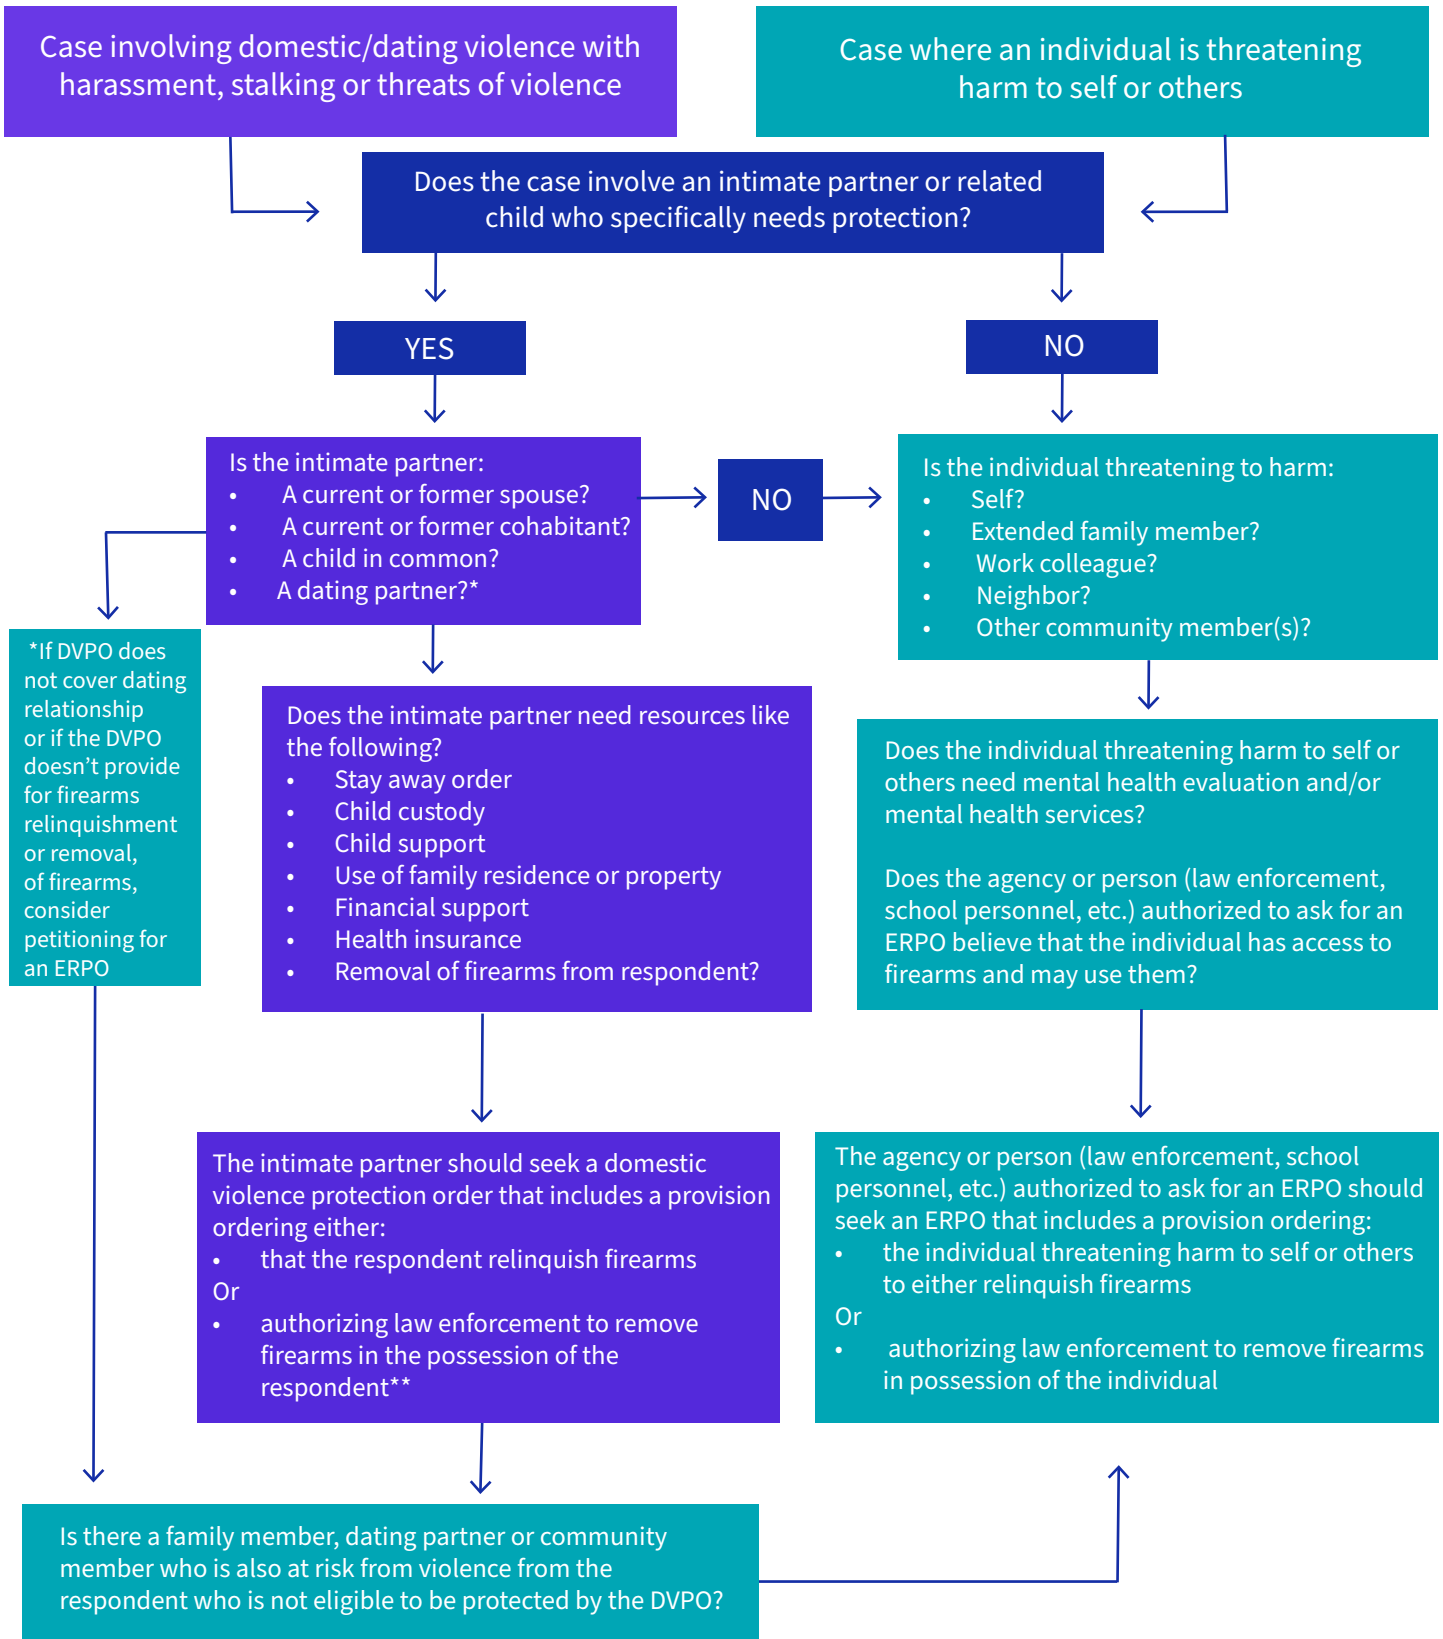 Case involving domestic/dating violence with
harassment, stalking or threats of violence
Case where an individual is threatening
harm to self or others
Does the case involve an intimate partner or related
child who specifically needs protection?
YES
NO
Is the intimate partner:
• A current or former spouse?
• A current or former cohabitant?
• A child in common?
• A dating partner?*
NO
Is the individual threatening to harm:
• Self?
• Extended family member?
• Work colleague?
• Neighbor?
• Other community member(s)?
*If DVPO does
not cover dating
relationship
or if the DVPO
doesn’t provide
for firearms
relinquishment
or removal,
of firearms,
consider
petitioning for
an ERPO
Does the intimate partner need resources like
the following?
• Stay away order
• Child custody
• Child support
• Use of family residence or property
• Financial support
• Health insurance
• Removal of firearms from respondent?
Does the individual threatening harm to self or
others need mental health evaluation and/or
mental health services?
Does the agency or person (law enforcement,
school personnel, etc.) authorized to ask for an
ERPO believe that the individual has access to
firearms and may use them?
The intimate partner should seek a domestic
violence protection order that includes a provision
ordering either:
• that the respondent relinquish firearms
Or
• authorizing law enforcement to remove
firearms in the possession of the
respondent**
The agency or person (law enforcement, school
personnel, etc.) authorized to ask for an ERPO should
seek an ERPO that includes a provision ordering:
• the individual threatening harm to self or others
to either relinquish firearms
Or
• authorizing law enforcement to remove firearms
in possession of the individual
Is there a family member, dating partner or community
member who is also at risk from violence from the
respondent who is not eligible to be protected by the DVPO?